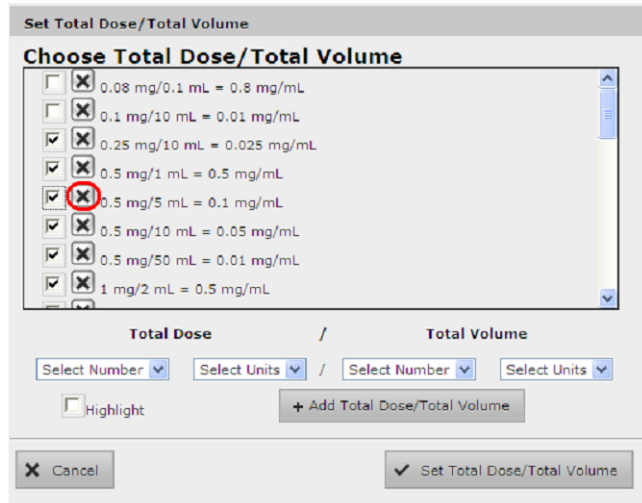 Set Total Dose/Total Volume
Choose Total Dose/Total Volume
0.08 mg/0.1 mL = 0.8 mg/mL
0.1 mg/10 mL = 0.01 mg/mL
0.25 mg/10 mL = 0.025 mg/mL
0.5 mg/1 mL = 0.5 mg/mL
0.5 mg/5 mL = 0.1 mg/mL
0.5 mg/10 mL = 0.05 mg/mL
0.5 mg/50 mL = 0.01 mg/mL
1 mg/2 mL = 0.5 mg/mL
Total Dose / Total Volume
Select Number Select Units / Select Number Select Units
Highlight + Add Total Dose/Total Volume
Cancel Set Total Dose/Total Volume